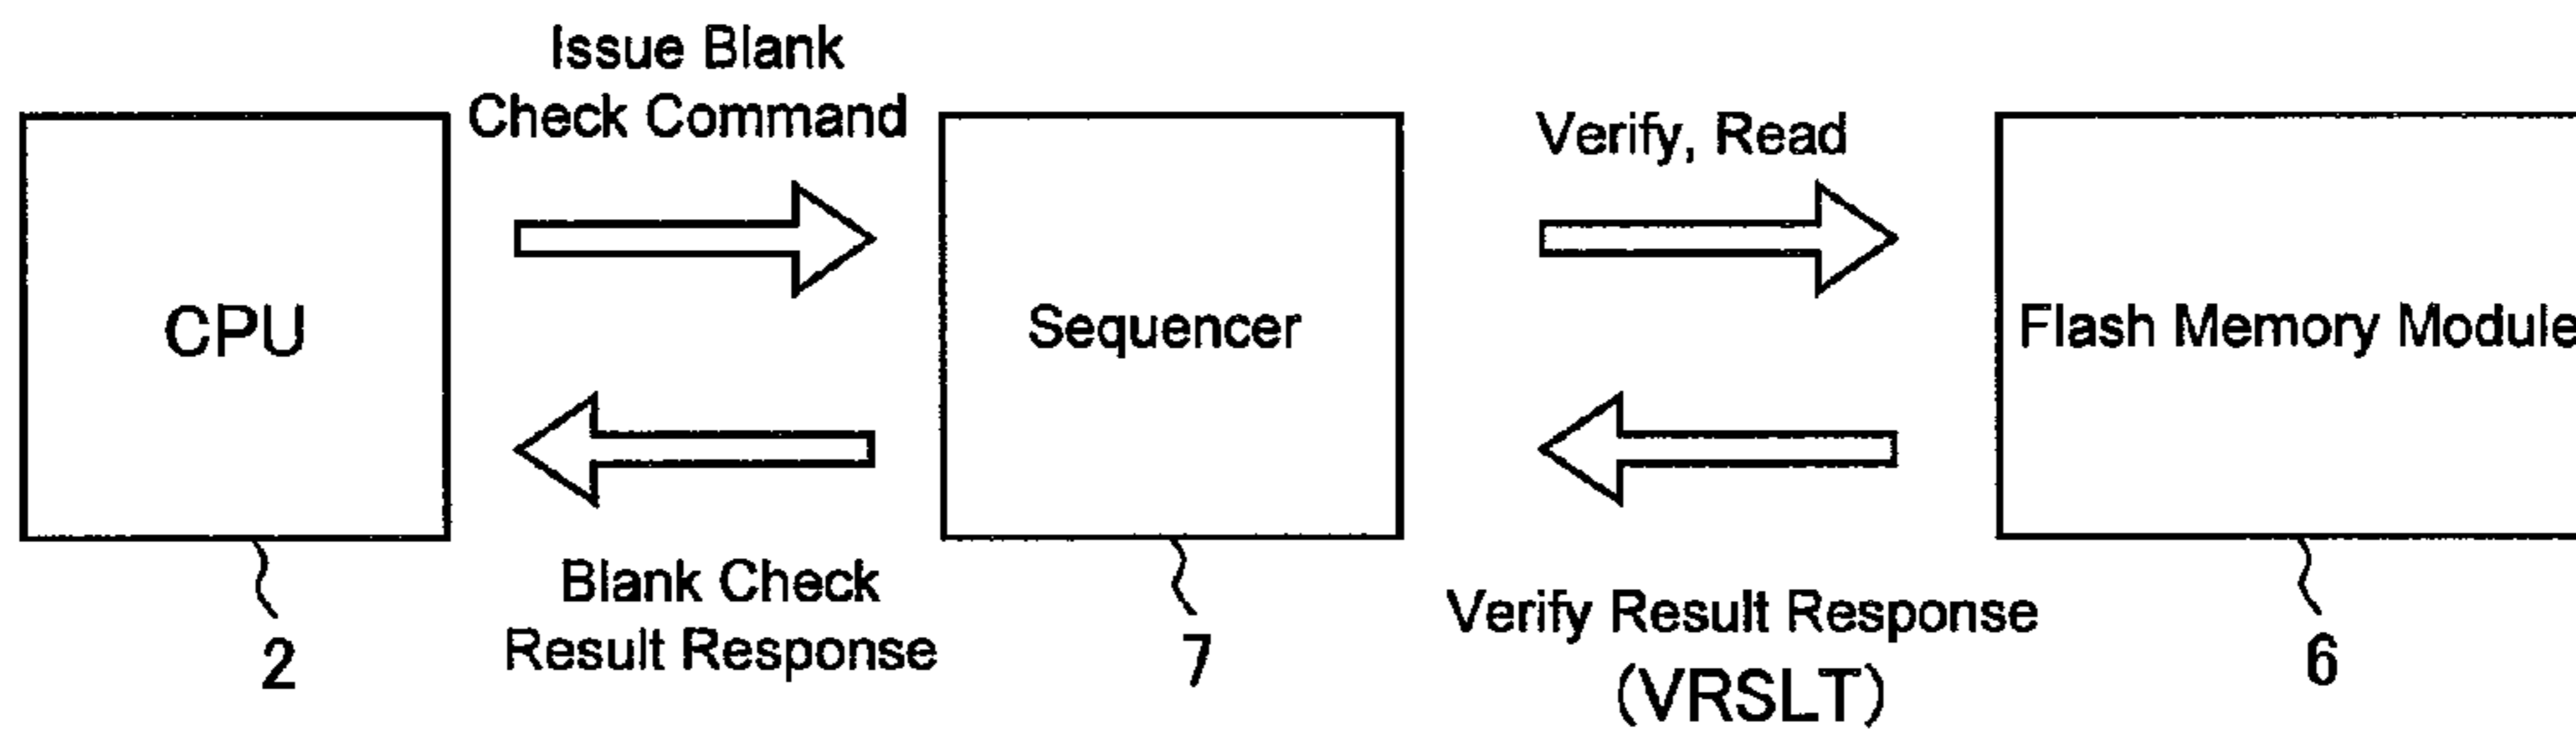 Issue Blank
Check Command
Verify, Read
CPU
Sequencer
Flash Memory Module
Blank Check
Result Response
Verify Result Response
(VRSLT)
2
7
6